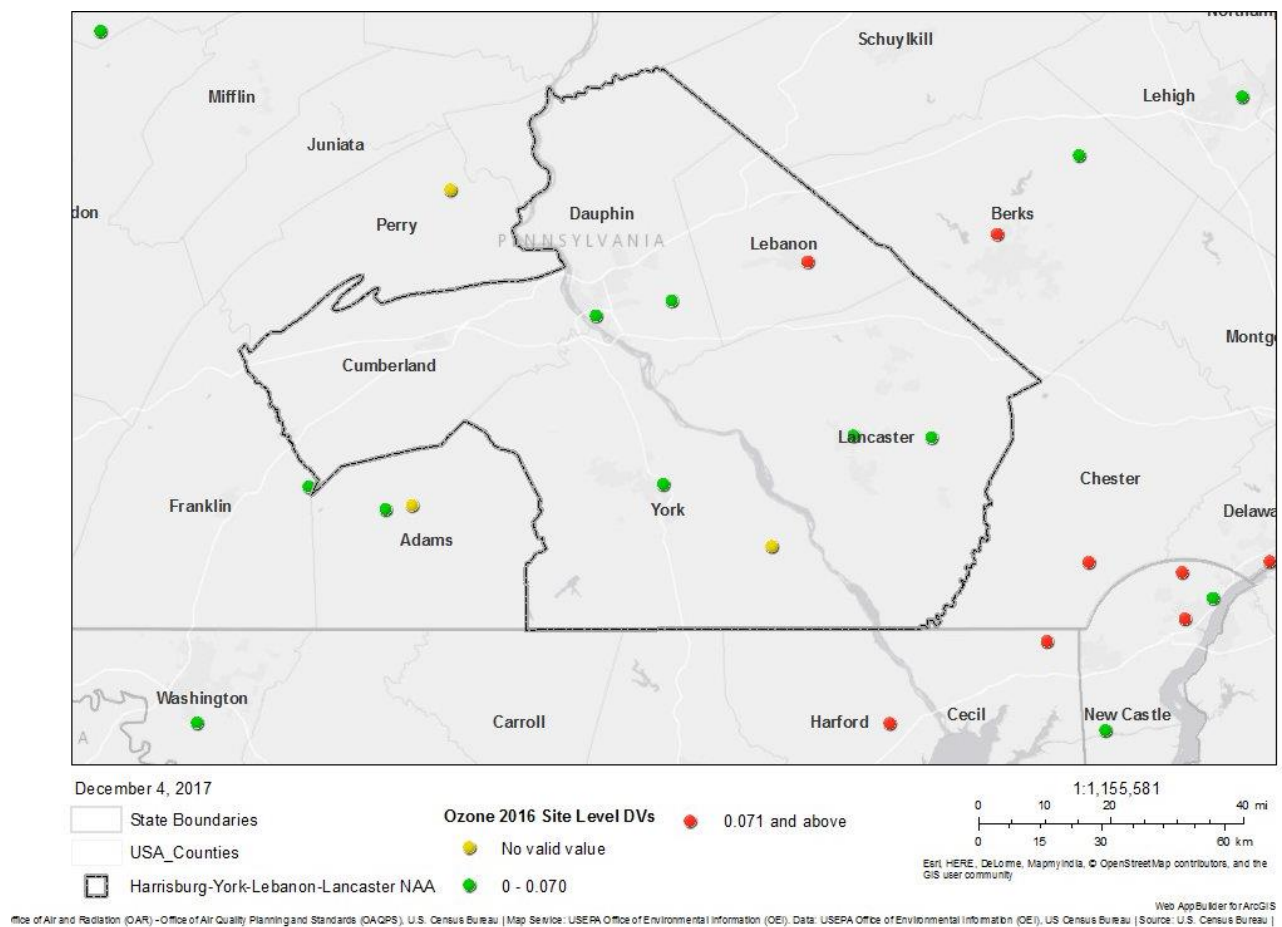 Schuylkill
Mifflin
Lehigh
Juniata
don
Perry
Dauphin
Berks
PENNSYLVANIA
Lebanon
Montg
Cumberland
Lancaster
Chester
Franklin
York
Delawa
Adams
Washington
Carroll
Harford
Cecil
New Castle
A
December 4, 2017
1:1,155,581
State Boundaries
USA_Counties
Harrisburg-York-Lebanon-Lancaster NAA
Ozone 2016 Site Level DVs
No valid value
0 - 0.070
0.071 and above
0 10 20 40 mi
0 15 30 60 km
Esri, HERE, DeLorme, MapmyIndia, © OpenStreetMap contributors, and the
GIS user community
Web AppBuilder for ArcGIS
ffice of Air and Radiation (OAR) - Office of Air Quality Planning and Standards (OAQPS), U.S. Census Bureau | Map Service: USEPA Office of Environmental Information (OEI). Data: USEPA Office of Environmental Information (OEI), US Census Bureau | Source: U.S. Census Bureau |